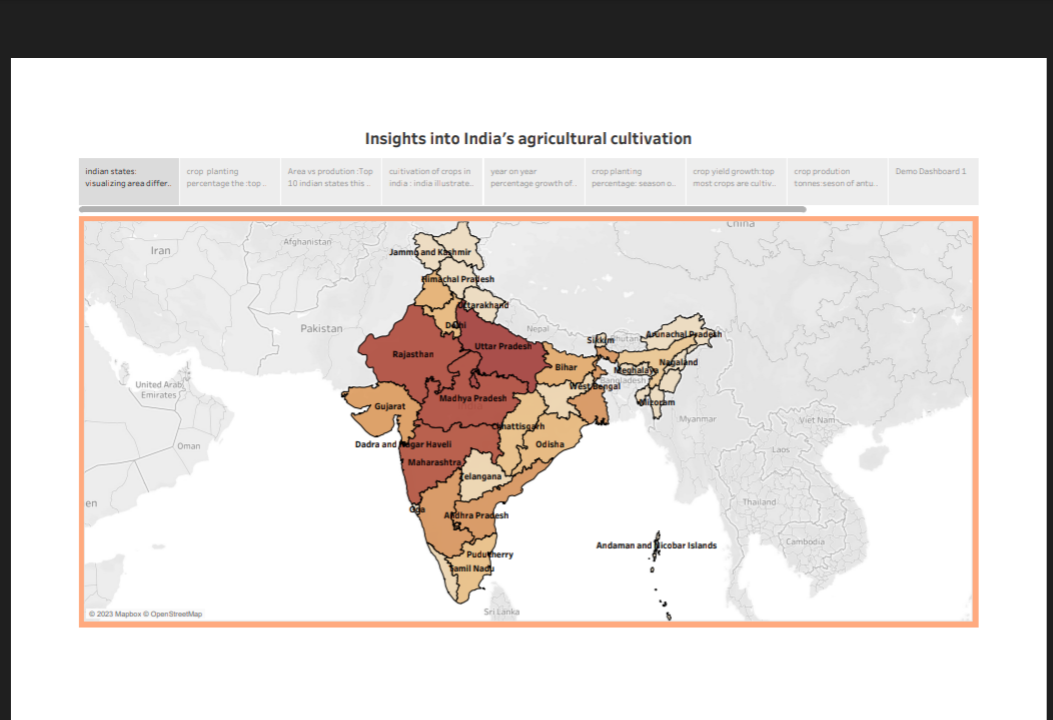 Insights into India's agricultural cultivation
indian states:
visualizing area differ..
crop planting
percentage the :top ..
Area vs prodution :Top
10 indian states this ..
cultivation of crops in
india : india illustrate..
year on year
percentage growth of..
crop planting
percentage: season o..
crop yield growth:top
most crops are cultiv..
crop prodution
tonnes:seson of antu..
Demo Dashboard 1
China
Iran
Afghanistan
Jammu and Kashmir
Himachal Pradesh
Uttarakhand
Pakistan
Delhi
Nepal
Sikkim
Bhutan
Arunachal Pradesh
Rajasthan
Uttar Pradesh
Bihar
Meghalaya
Nagaland
Bangladesh
United Arab
Emirates
West Bengal
Gujarat
Madhya Pradesh
Mizoram
Myanmar
Viet Nam
Oman
Dadra and Nagar Haveli
Chhattisgarh
Odisha
Laos
Maharashtra
Telangana
en
Goa
Andhra Pradesh
Thailand
Andaman and Nicobar Islands
Cambodia
Puducherry
Tamil Nadu
Sri Lanka
© 2023 Mapbox © OpenStreetMap